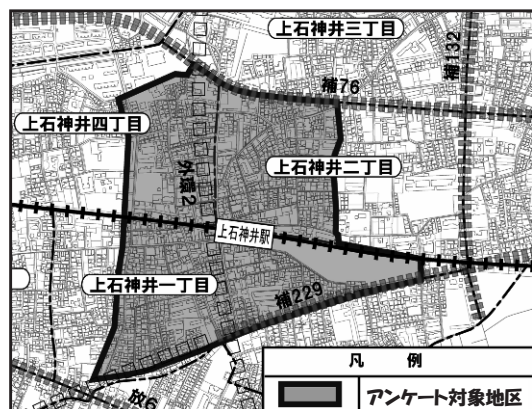 上石神井三丁目
補132
補76
上石神井四丁目
上石神井二丁目
外環2
上石神井駅
上石神井一丁目
補229
放6
凡 例
アンケート対象地区